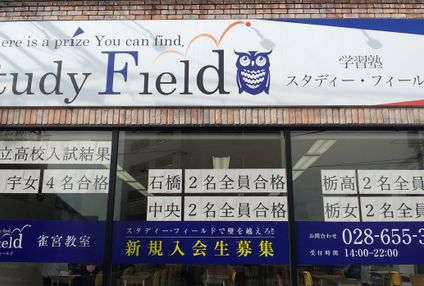 here is a prize You can find.
tudy Field
学習塾
スタディー・フィール
立高校入試結果
宇女 4名合格
石橋 2名全員合格
中央 2名全員合格
栃高 2名全員
栃女 2名全員
ield 雀宮教室
スタディー・フィールドで壁を越えろ!!
新規入会生募集
お問合わせ 028-655-3
受付時間 14:00~22:00